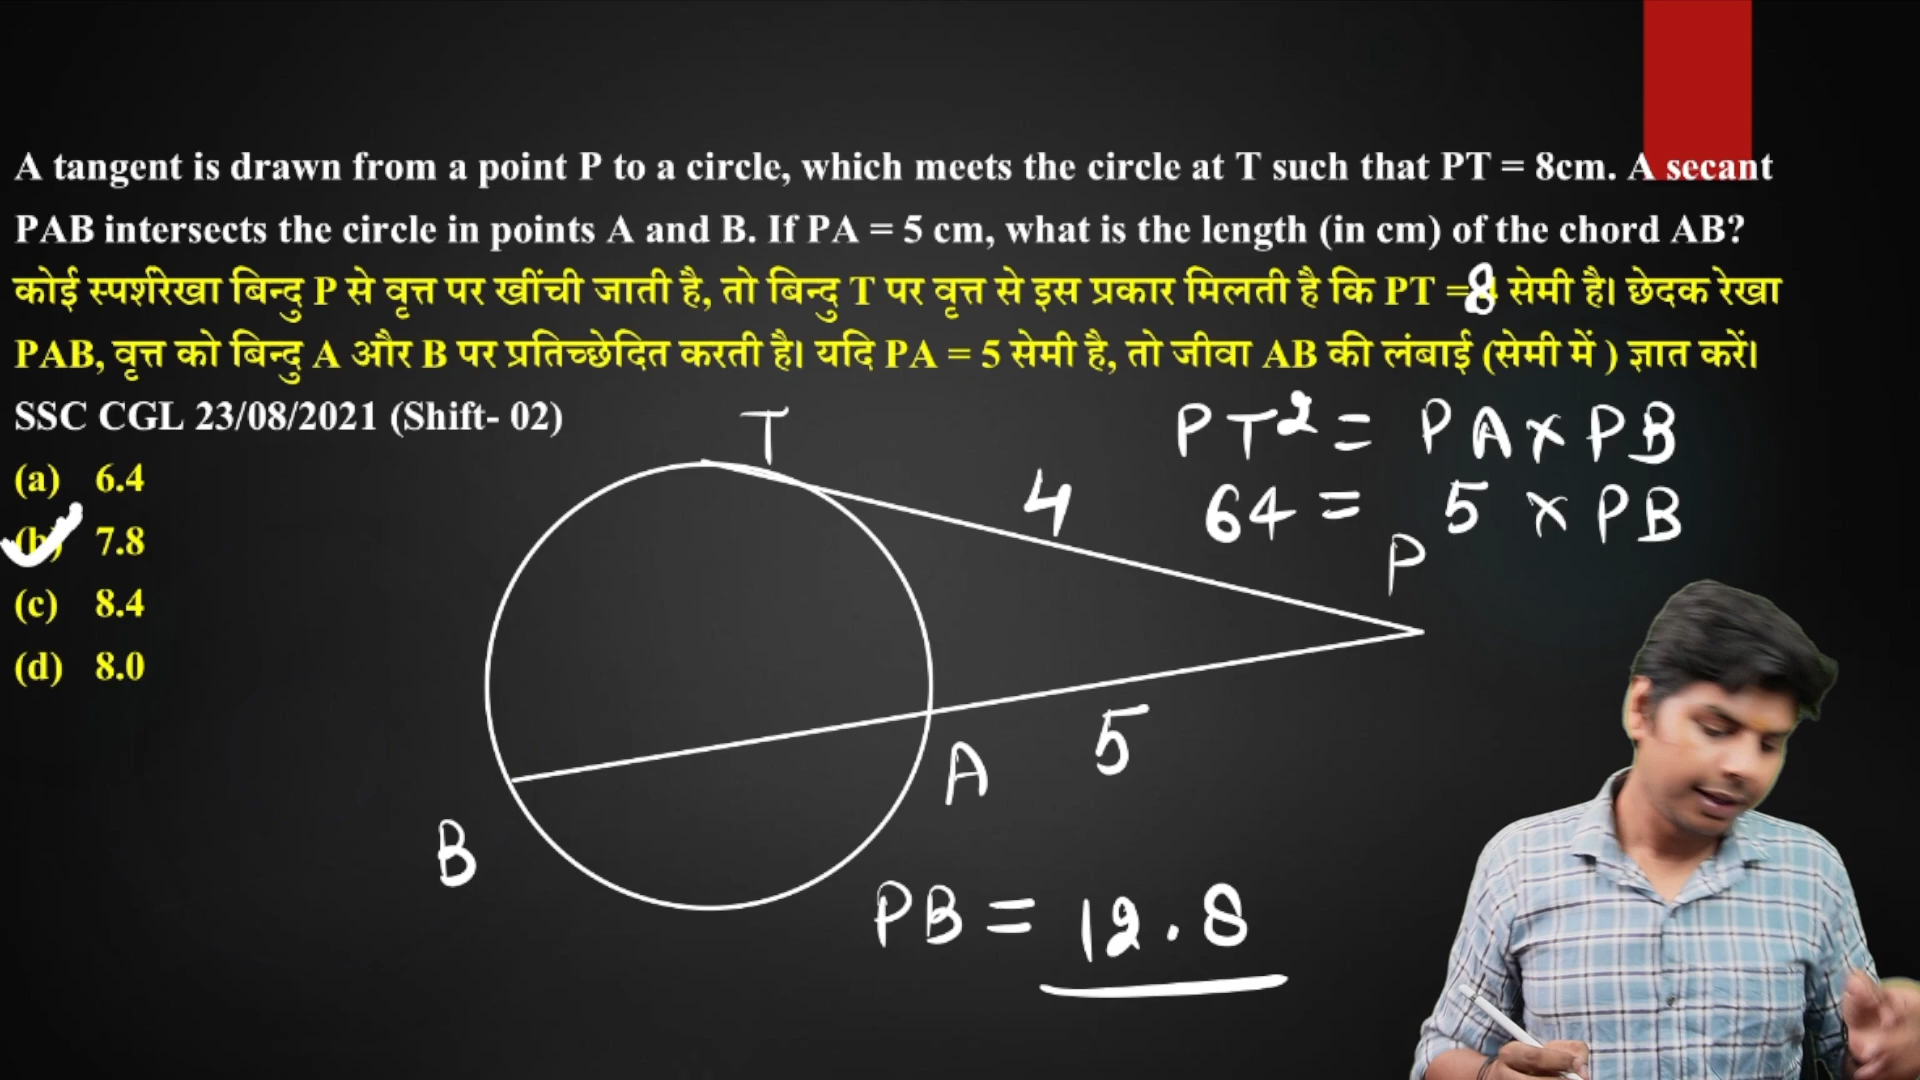 A tangent is drawn from a point P to a circle, which meets the circle at T such that PT = 8cm. A secant
PAB intersects the circle in points A and B. If PA = 5 cm, what is the length (in cm) of the chord AB?
कोई स्पर्शरेखा बिन्दु P से वृत्त पर खींची जाती है, तो बिन्दु T पर वृत्त से इस प्रकार मिलती है कि PT =8 सेमी है। छेदक रेखा
PAB, वृत्त को बिन्दु A और B पर प्रतिच्छेदित करती है। यदि PA = 5 सेमी है, तो जीवा AB की लंबाई (सेमी में ) ज्ञात करें।
SSC CGL 23/08/2021 (Shift- 02)
(a) 6.4
(b) 7.8
(c) 8.4
(d) 8.0
T
4
P
5
A
B
PT² = PA × PB
64 = 5 × PB
PB = 12.8